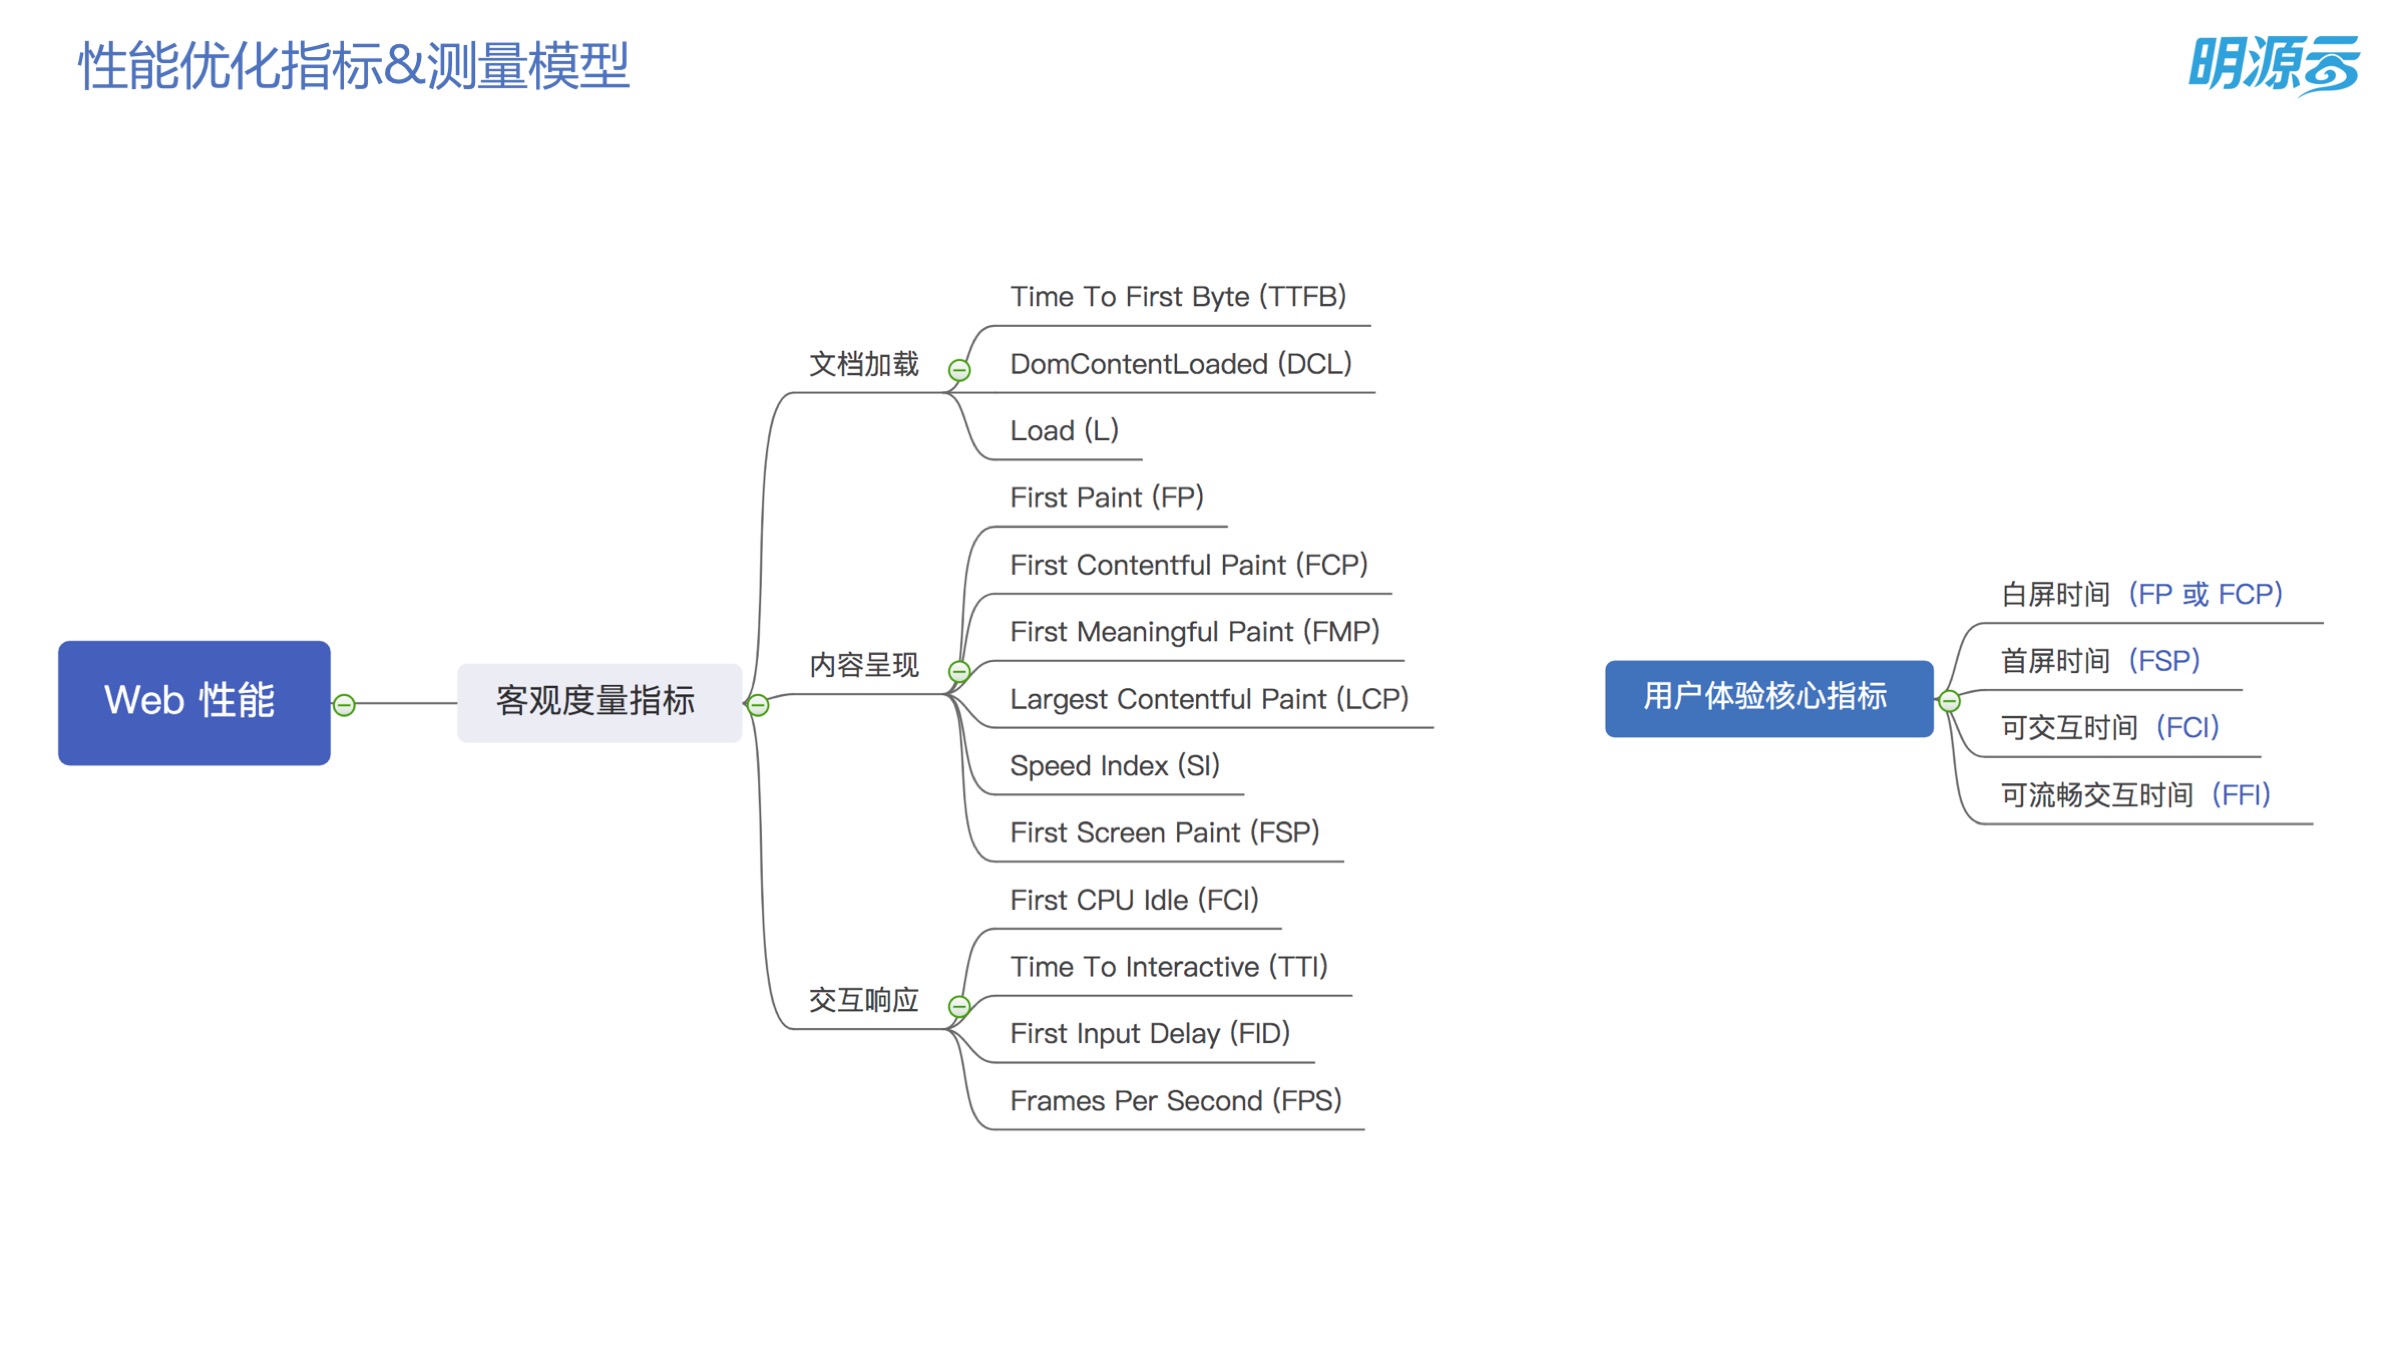 性能优化指标&测量模型
明源云
Web 性能
客观度量指标
文档加载
Time To First Byte (TTFB)
DomContentLoaded (DCL)
Load (L)
内容呈现
First Paint (FP)
First Contentful Paint (FCP)
First Meaningful Paint (FMP)
Largest Contentful Paint (LCP)
Speed Index (SI)
First Screen Paint (FSP)
交互响应
First CPU Idle (FCI)
Time To Interactive (TTI)
First Input Delay (FID)
Frames Per Second (FPS)
用户体验核心指标
白屏时间（FP 或 FCP）
首屏时间（FSP）
可交互时间（FCI）
可流畅交互时间（FFI）